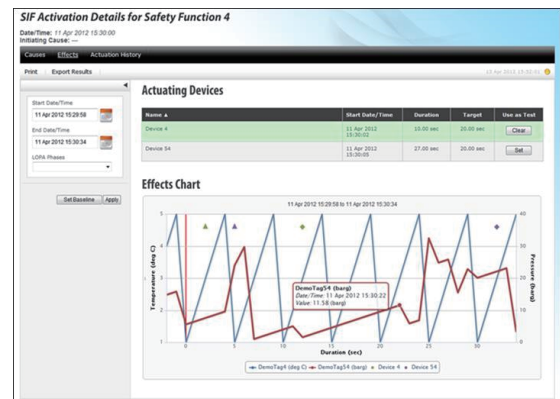 SIF Activation Details for Safety Function 4
Date/Time: 11 Apr 2012 15:30:00
Initiating Cause: ---
Causes Effects Actuation History
Print Export Results
Start Date/Time
11 Apr 2012 15:29:58
End Date/Time
11 Apr 2012 15:30:34
LOPA Phases
Set Baseline Apply
Actuating Devices
Name ▲ Start Date/Time Duration Target Use as Test
Device 4 11 Apr 2012 15:30:02 10.00 sec 20.00 sec Clear
Device 54 11 Apr 2012 15:30:05 27.00 sec 20.00 sec Set
Effects Chart
11 Apr 2012 15:29:58 to 11 Apr 2012 15:30:34
Temperature (deg C)
5
4
3
2
1
0 5 10 15 20 25 30
Duration (sec)
40
30
20
10
0
Pressure (barg)
DemoTag54 (barg)
Date/Time: 11 Apr 2012 15:30:22
Value: 11.58 (barg)
DemoTag4 (deg C) DemoTag54 (barg) Device 4 Device 54